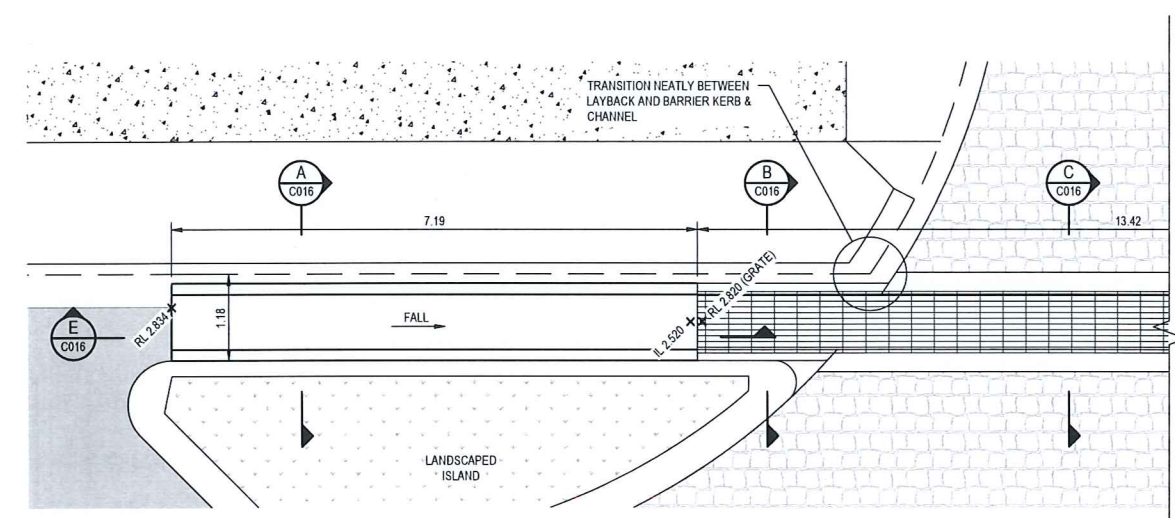 TRANSITION NEATLY BETWEEN
LAYBACK AND BARRIER KERB &
CHANNEL
A
C016
B
C016
C
C016
7.19
13.42
RL 2.834
1.18
FALL
IL 2.520
RL 2.820 (GRATE)
E
C016
LANDSCAPED
ISLAND